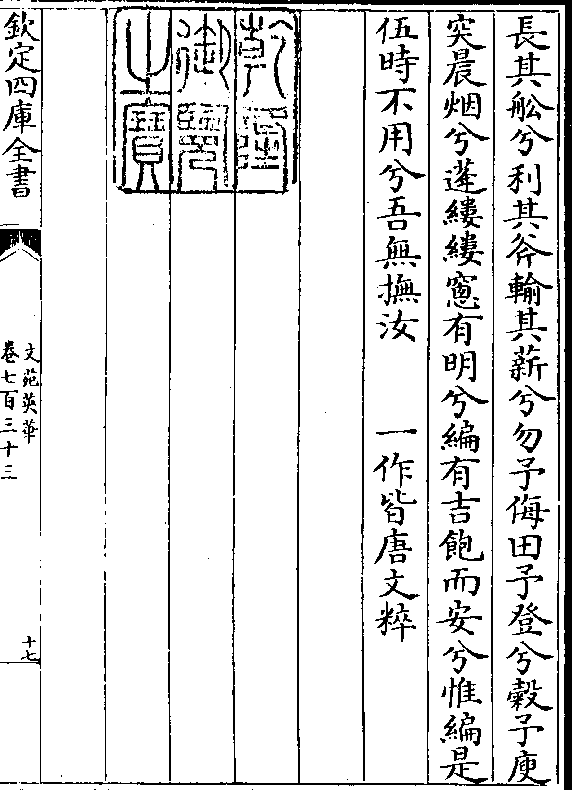 長其舩兮利其斧輸其薪兮勿予侮田予登兮穀予庾
突晨烟兮蓬縷縷窻有明兮編有吉飽而安兮惟編是
伍時不用兮吾無撫汝　一作皆唐文粹
乾隆
御覽
之寶
欽定四庫全書
文苑英華
卷七百三十三
十七